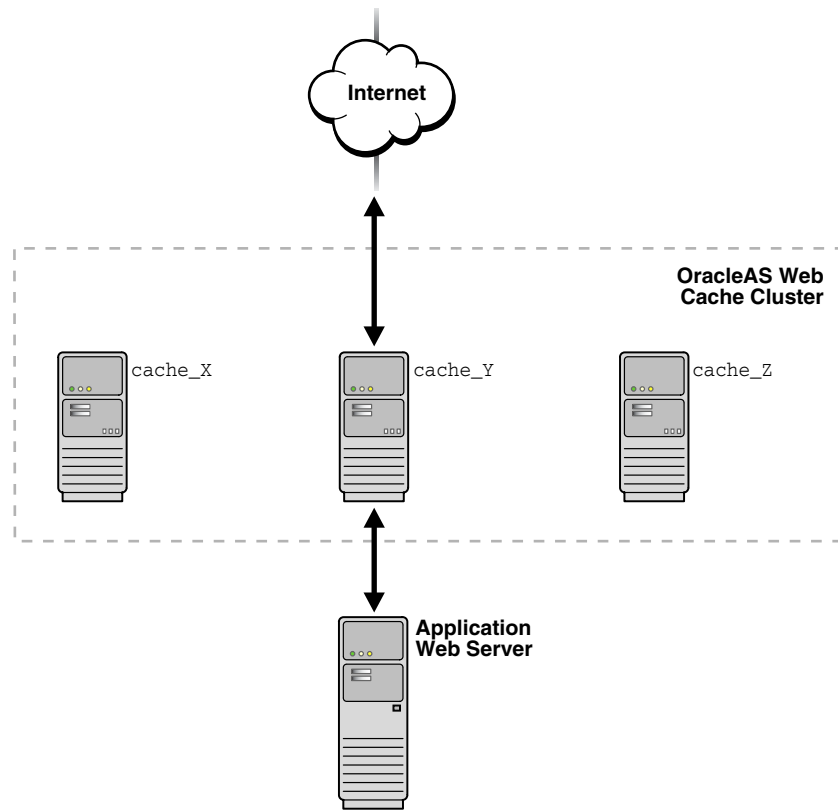 Internet
OracleAS Web
Cache Cluster
cache_X
cache_Y
cache_Z
Application
Web Server